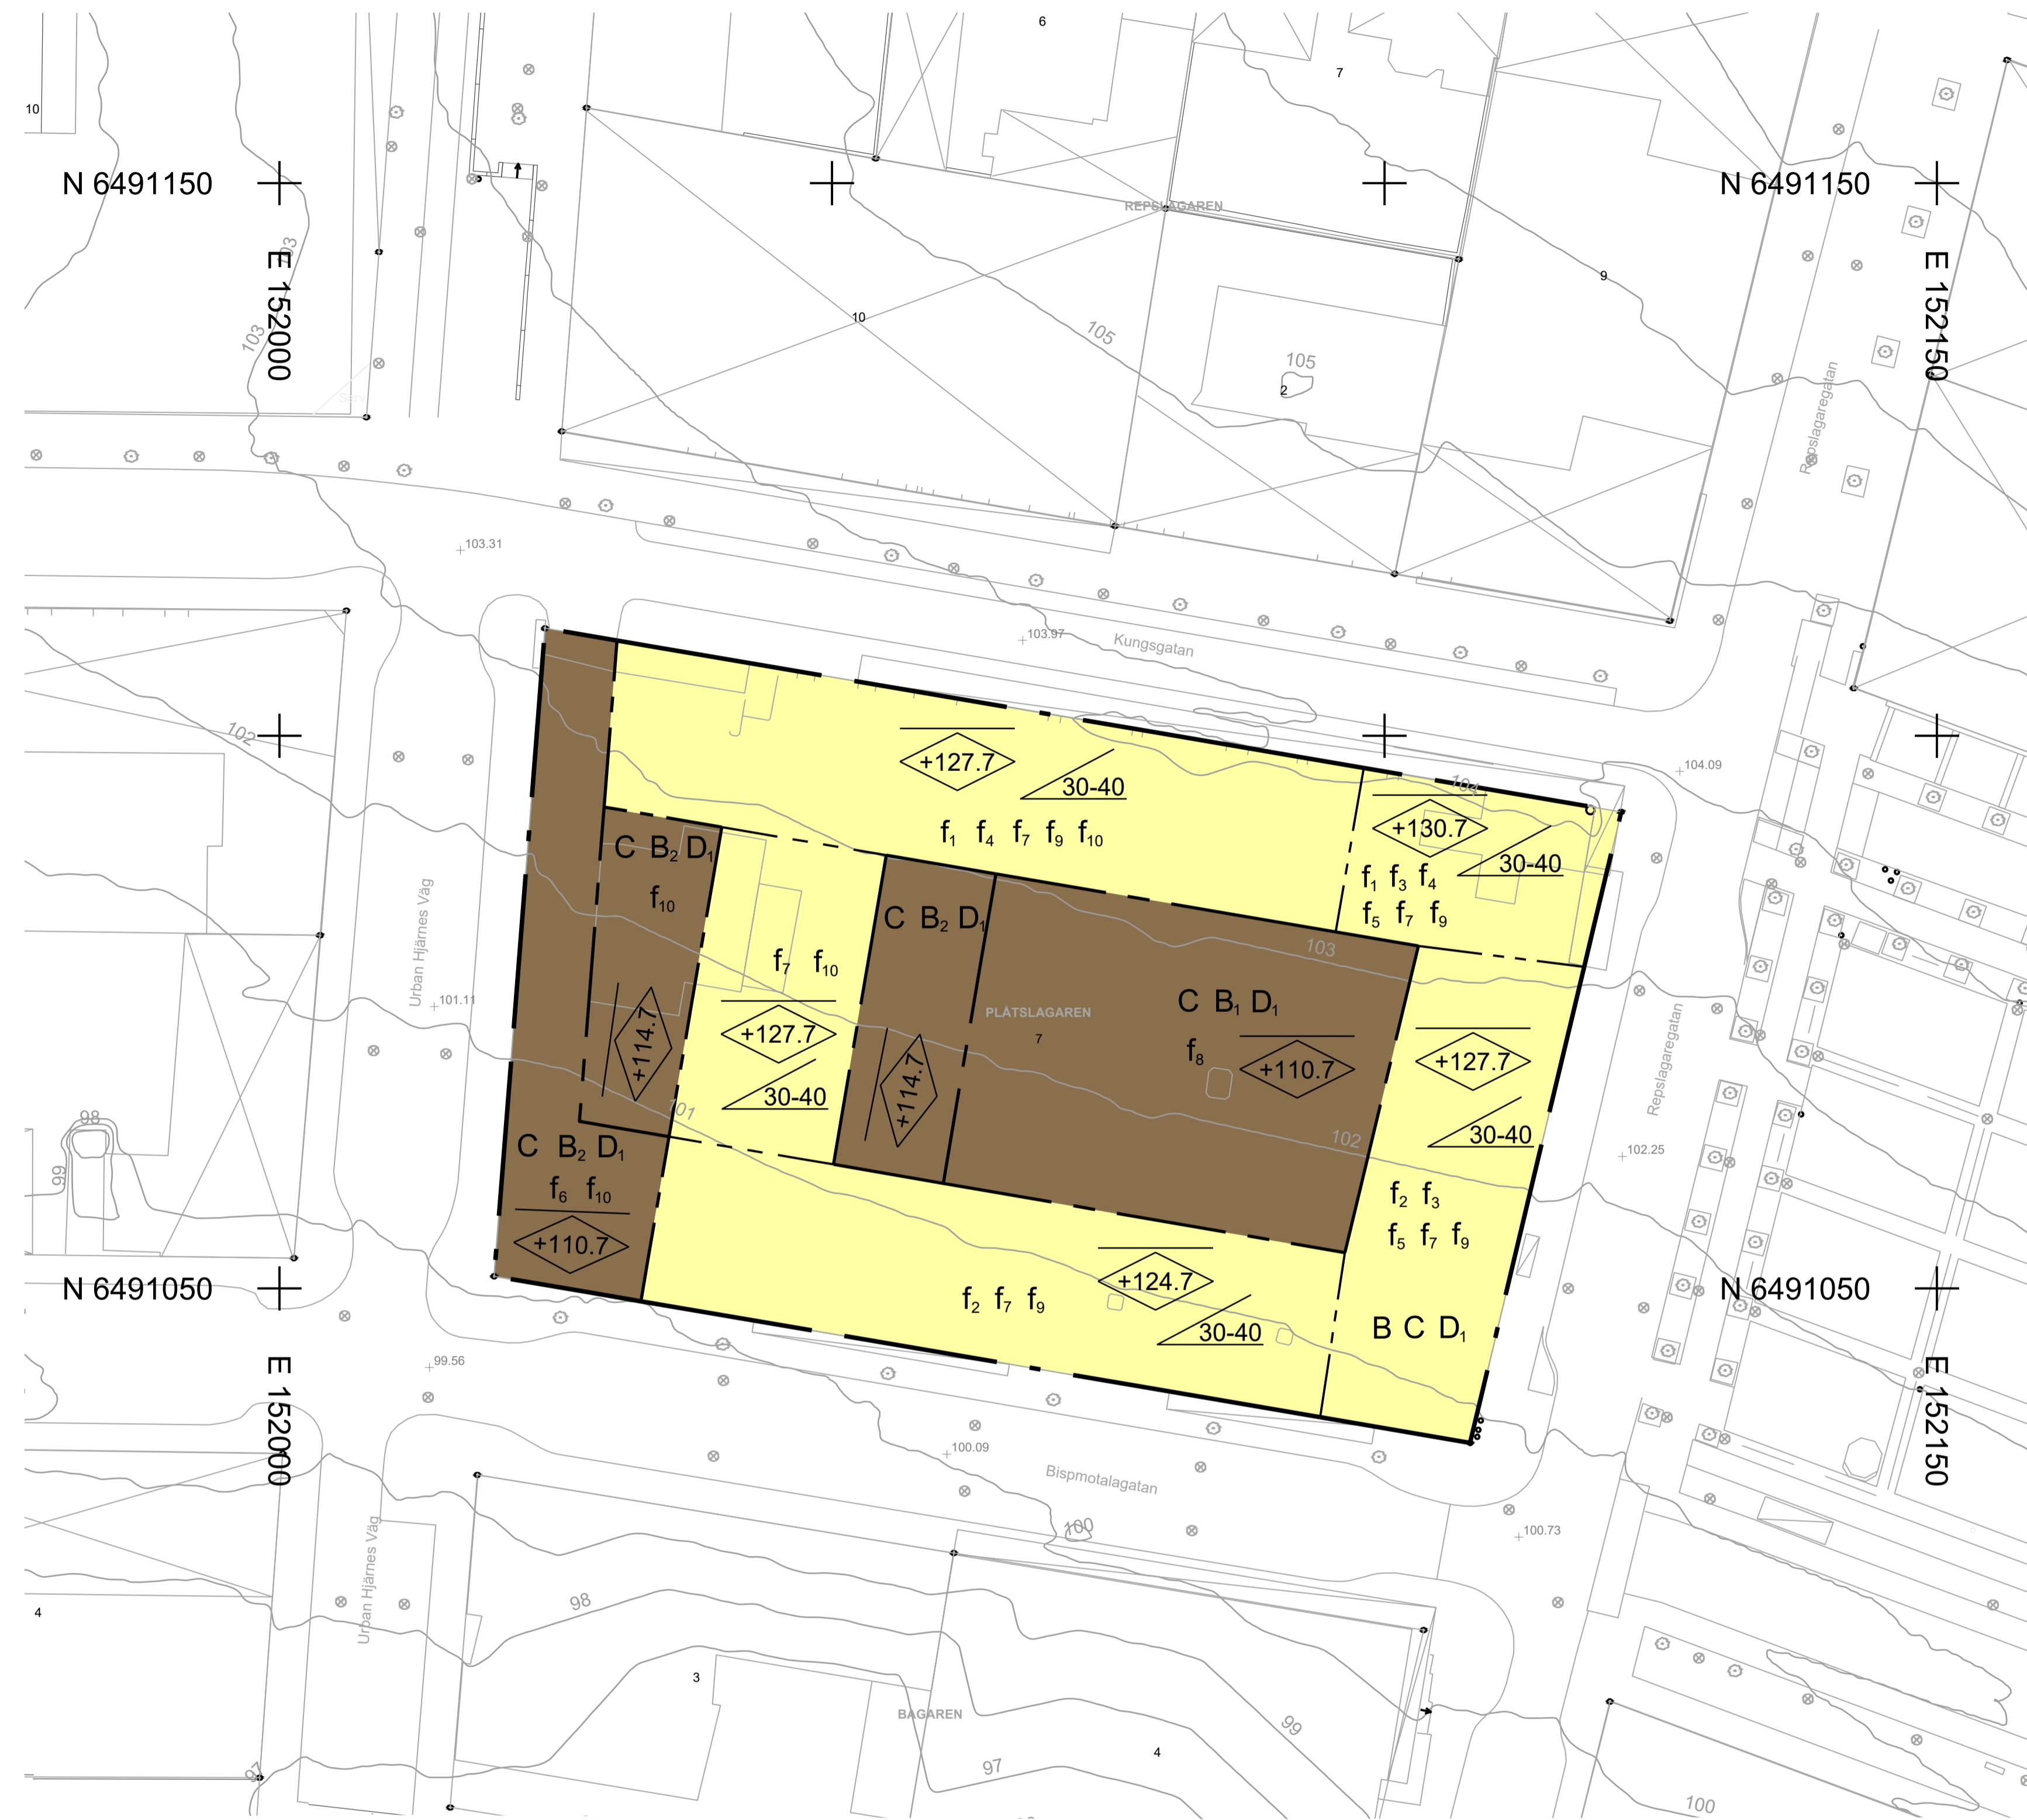 6
7
10
N 6491150
N 6491150
REPSLAGAREN
103
E 152000
E 152150
9
10
103
105
105
2
Repslagaregatan
103.31
103.97
Kungsgatan
102
+127.7
30-40
104
104.09
+130.7
30-40
f₁ f₄ f₇ f₉ f₁₀
C B₂ D₁
f₁₀
f₁ f₃ f₄
f₅ f₇ f₉
C B₂ D₁
Urban Hjärnes Väg
103
f₇ f₁₀
101.11
C B₁ D₁
PLÅTSLAGAREN
7
+127.7
+114.7
f₈
+110.7
+127.7
Repslagaregatan
30-40
+114.7
101
98
99
102
30-40
102.25
C B₂ D₁
f₆ f₁₀
+110.7
f₂ f₃
f₅ f₇ f₉
+124.7
N 6491050
N 6491050
f₂ f₇ f₉
30-40
B C D₁
99.56
E 152000
E 152150
100.09
Bispmotalagatan
100
100.73
Urban Hjärnes Väg
98
4
3
BAGAREN
99
4
97
97
100